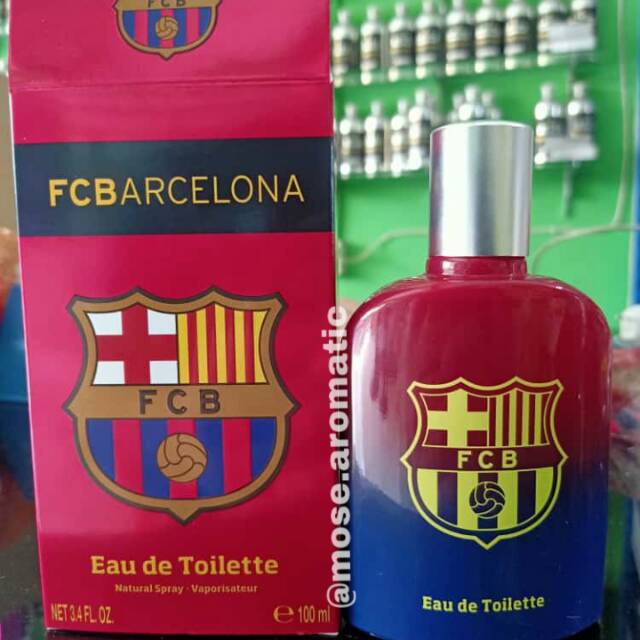 FCB
FCBARCELONA
FCB
Eau de Toilette
Natural Spray · Vaporisateur
NET 3.4 FL. OZ.
℮ 100 ml
@mose.aromatic
FCB
Eau de Toilette